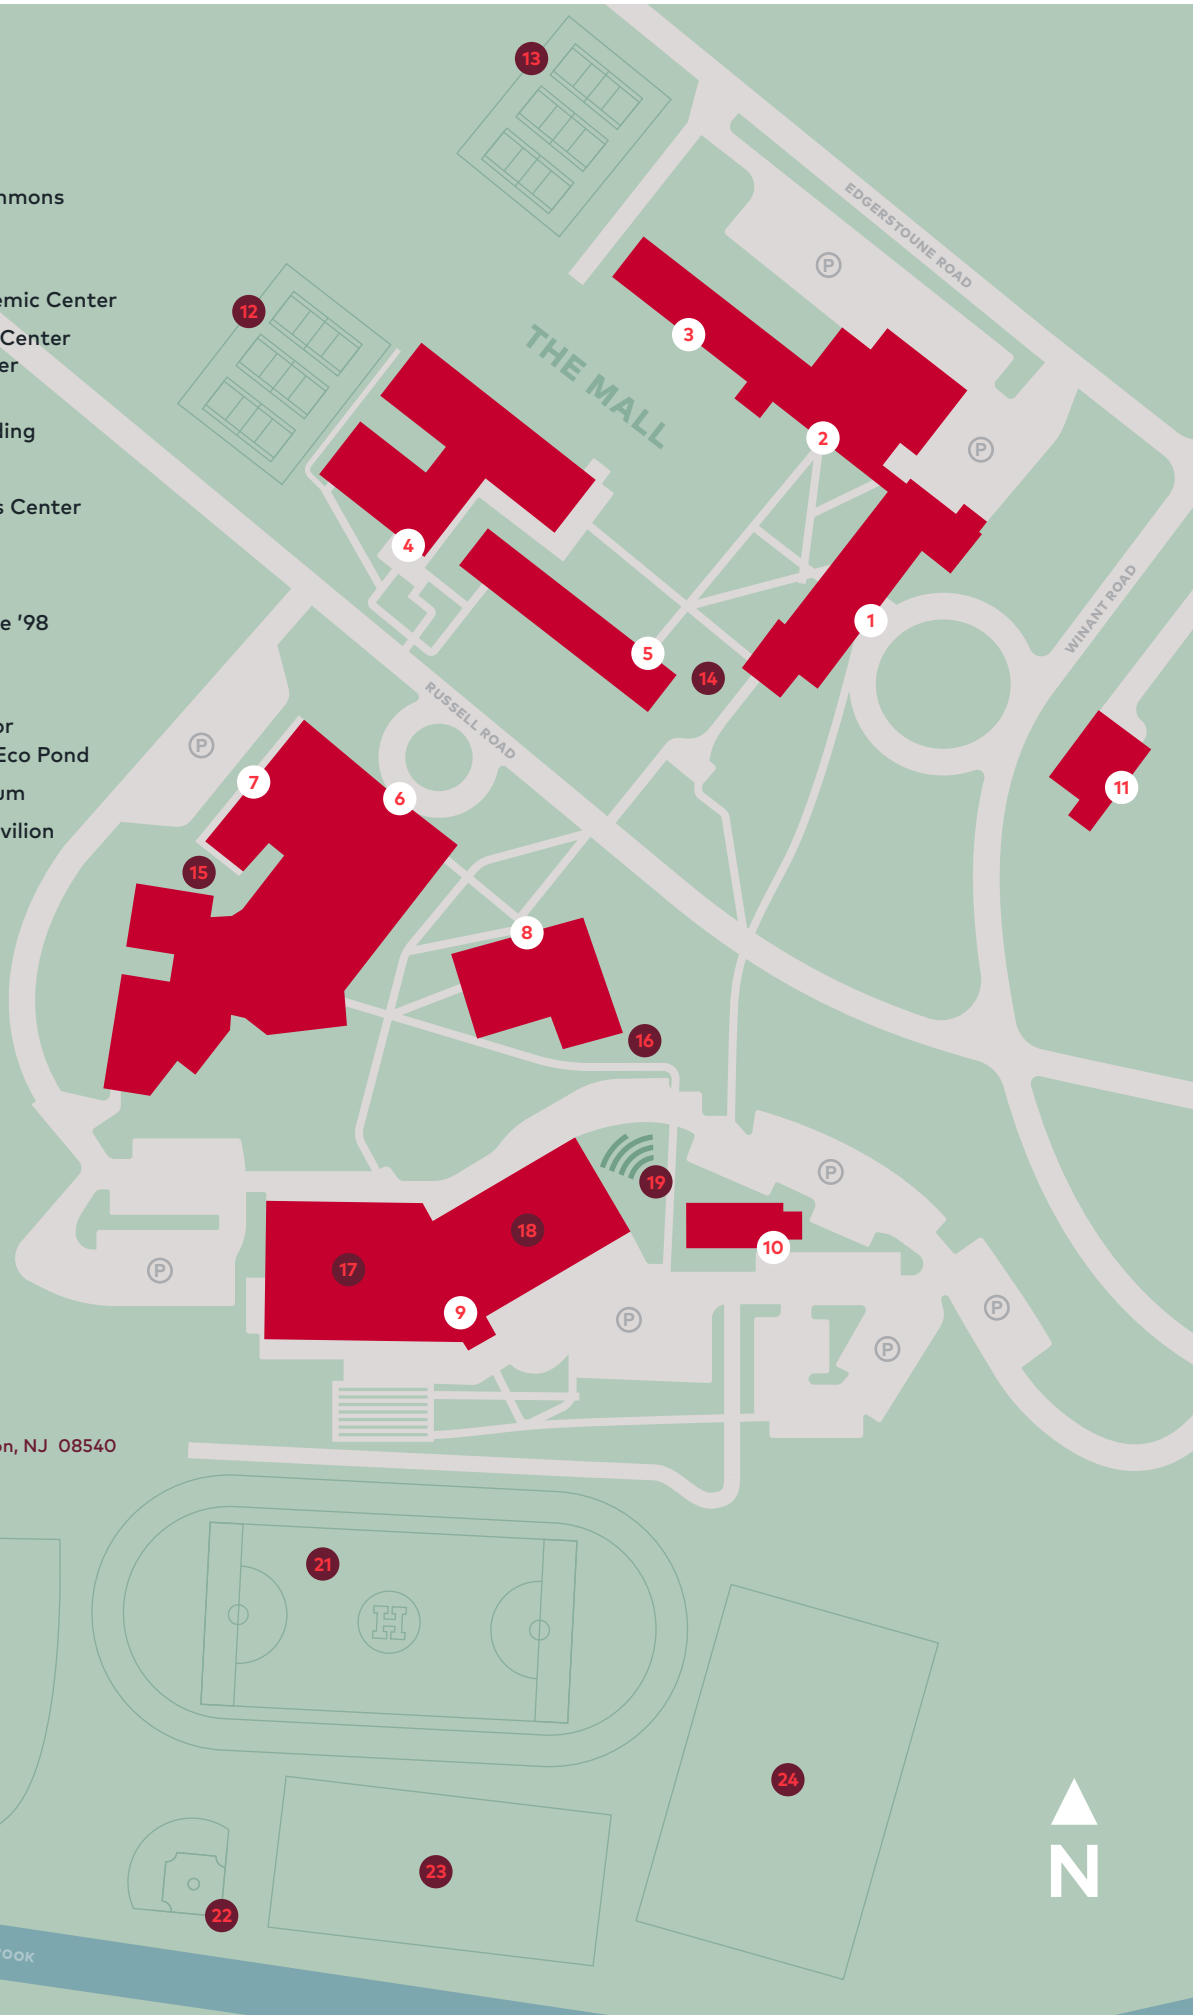 13
EDGERSTOUNE ROAD
mmons
P
emic Center
12
Center
3
THE MALL
er
ling
2
P
s Center
4
WINANT ROAD
e '98
1
5
14
RUSSELL ROAD
or
P
Eco Pond
7
6
11
um
vilion
15
8
16
P
19
18
10
17
P
9
P
P
P
on, NJ 08540
21
H
24
23
22
N
OOK